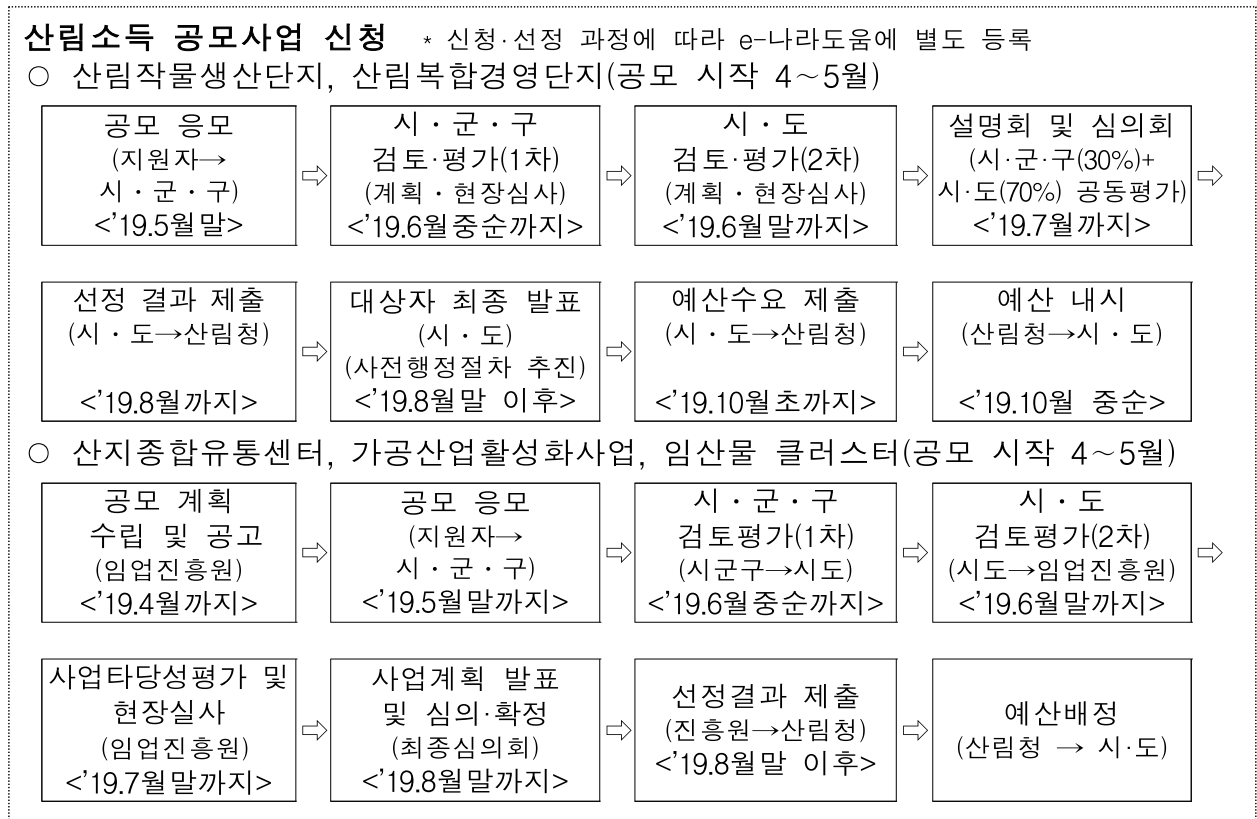 산림소득 공모사업 신청 * 신청·선정 과정에 따라 e-나라도움에 별도 등록
○ 산림작물생산단지, 산림복합경영단지(공모 시작 4~5월)
공모 응모
(지원자→
시·군·구)
<'19.5월말>
⇨
시·군·구
검토·평가(1차)
(계획·현장심사)
<'19.6월중순까지>
⇨
시·도
검토·평가(2차)
(계획·현장심사)
<'19.6월말까지>
⇨
설명회 및 심의회
(시·군·구(30%)+
시·도(70%) 공동평가)
<'19.7월까지>
⇨
선정 결과 제출
(시·도→산림청)
<'19.8월까지>
⇨
대상자 최종 발표
(시·도)
(사전행정절차 추진)
<'19.8월말 이후>
⇨
예산수요 제출
(시·도→산림청)
<'19.10월초까지>
⇨
예산 내시
(산림청→시·도)
<'19.10월 중순>
○ 산지종합유통센터, 가공산업활성화사업, 임산물 클러스터(공모 시작 4~5월)
공모 계획
수립 및 공고
(임업진흥원)
<'19.4월까지>
⇨
공모 응모
(지원자→
시·군·구)
<'19.5월말까지>
⇨
시·군·구
검토평가(1차)
(시군구→시도)
<'19.6월중순까지>
⇨
시·도
검토평가(2차)
(시도→임업진흥원)
<'19.6월말까지>
⇨
사업타당성평가 및
현장실사
(임업진흥원)
<'19.7월말까지>
⇨
사업계획 발표
및 심의·확정
(최종심의회)
<'19.8월말까지>
⇨
선정결과 제출
(진흥원→산림청)
<'19.8월말 이후>
⇨
예산배정
(산림청 → 시·도)